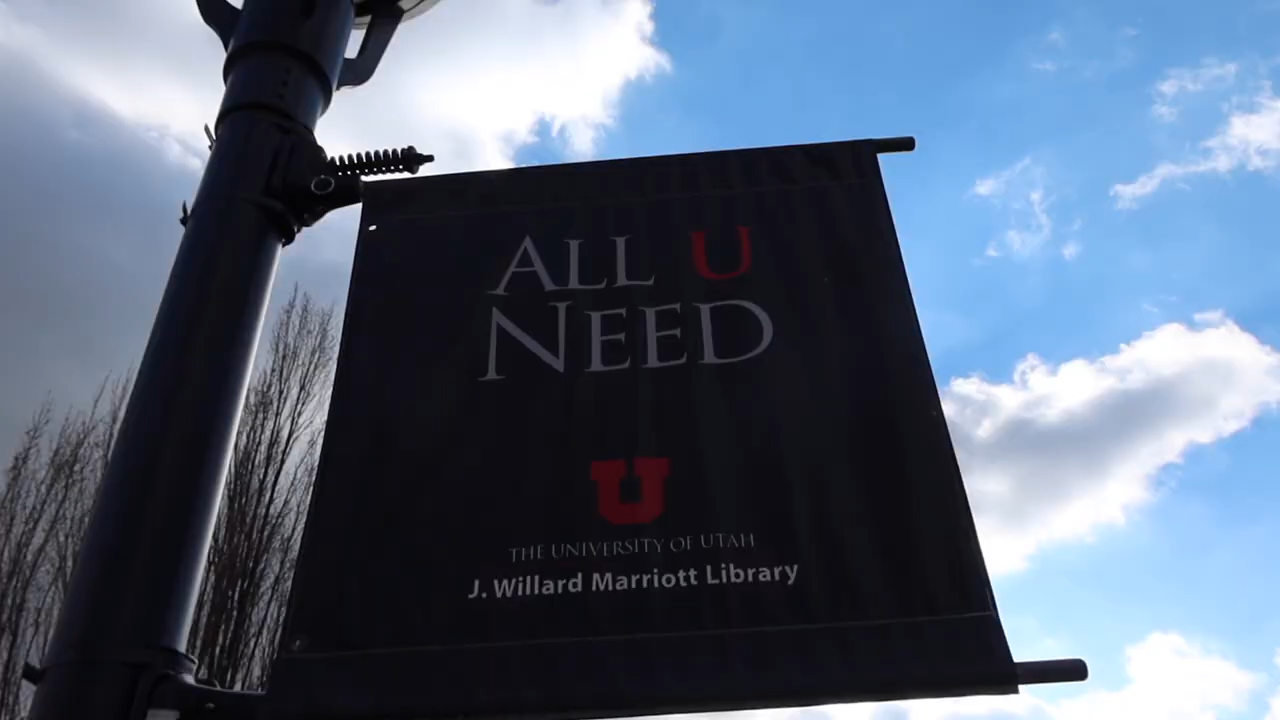 ALL U
NEED
U
THE UNIVERSITY OF UTAH
J. Willard Marriott Library